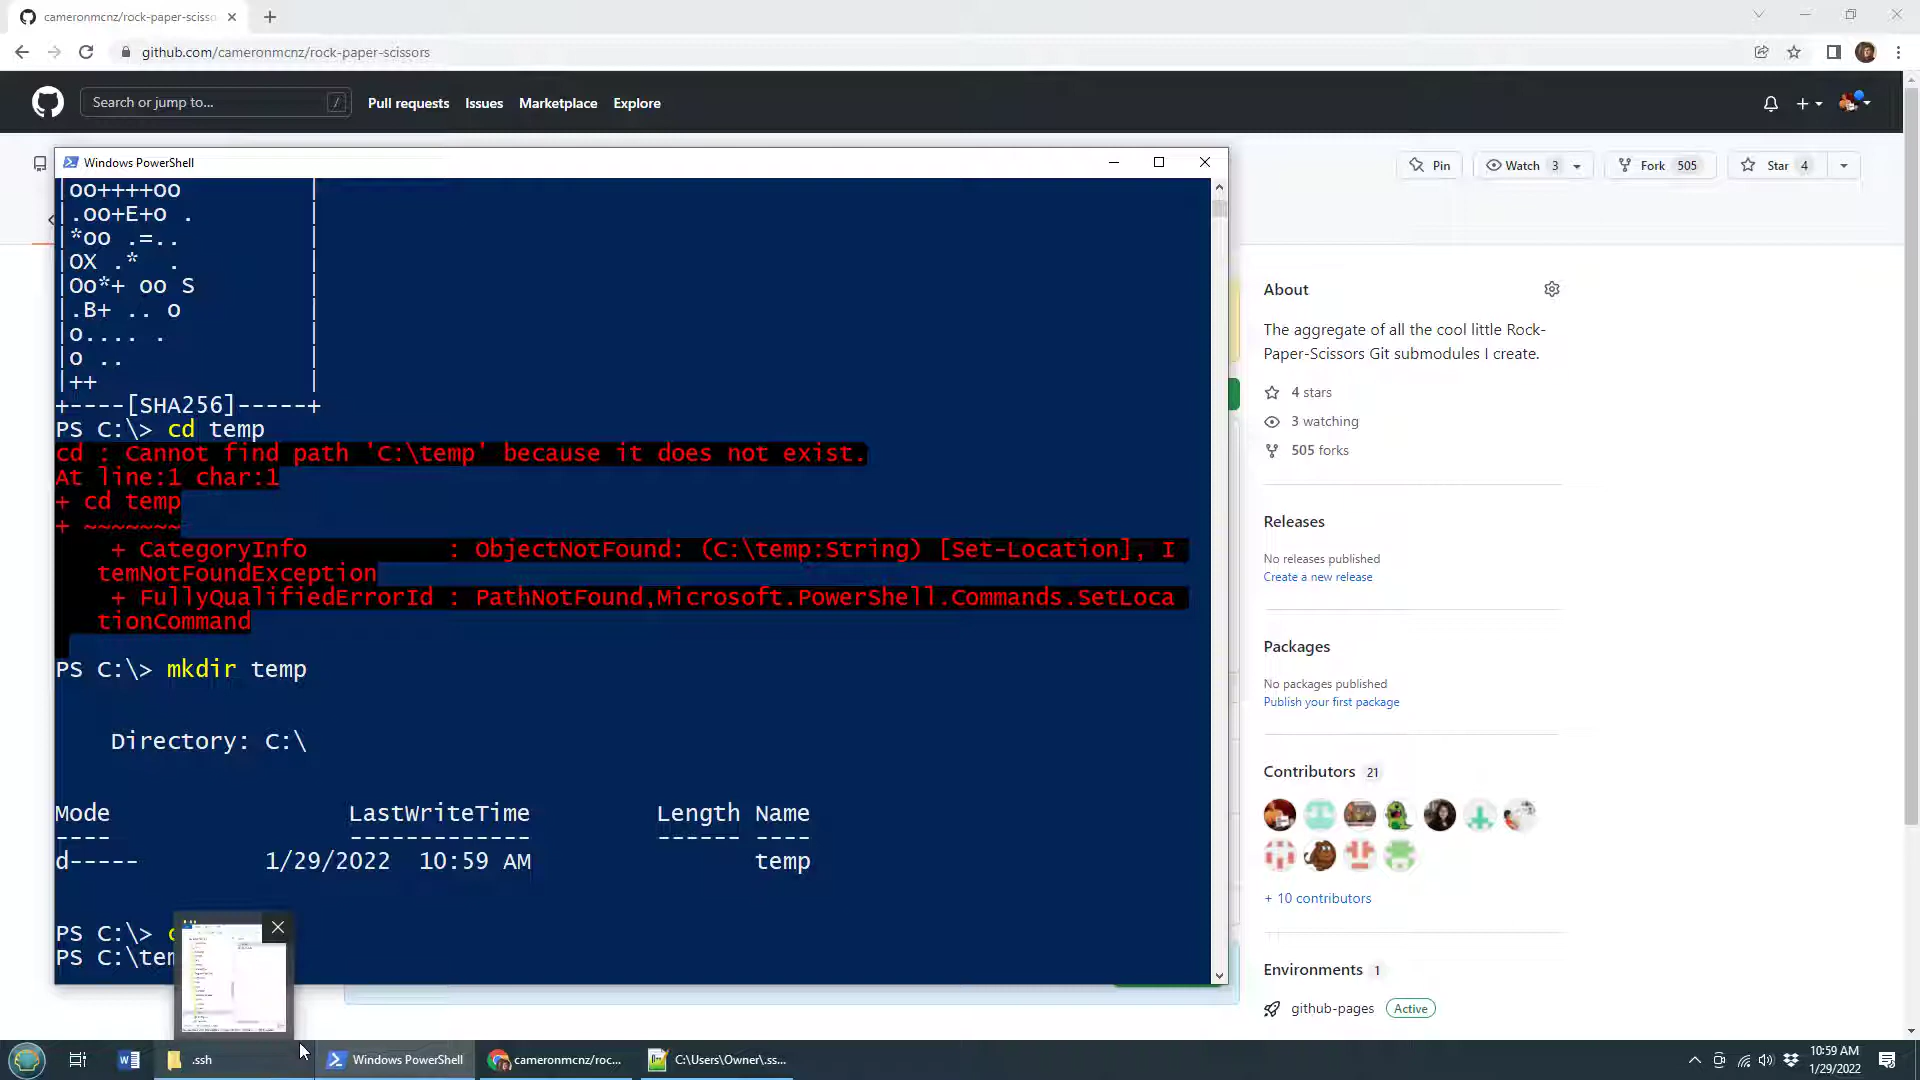 cameronmcnz/rock-paper-scisso
github.com/cameronmcnz/rock-paper-scissors
Search or jump to... /
Pull requests Issues Marketplace Explore
Windows PowerShell
Pin
Watch 3
Fork 505
Star 4
|oo++++oo |
|.oo+E+o . |
|*oo .=.. |
|OX .* . |
|Oo*+ oo S |
|.B+ .. o |
|o.... . |
|o .. |
|++ |
+----[SHA256]-----+
PS C:\> cd temp
cd : Cannot find path 'C:\temp' because it does not exist.
At line:1 char:1
+ cd temp
+ ~~~~~~~
+ CategoryInfo : ObjectNotFound: (C:\temp:String) [Set-Location], I
temNotFoundException
+ FullyQualifiedErrorId : PathNotFound,Microsoft.PowerShell.Commands.SetLoca
tionCommand
PS C:\> mkdir temp
Directory: C:\
Mode LastWriteTime Length Name
---- ------------- ------ ----
d----- 1/29/2022 10:59 AM temp
PS C:\>
PS C:\tem
About
The aggregate of all the cool little Rock-
Paper-Scissors Git submodules I create.
4 stars
3 watching
505 forks
Releases
No releases published
Create a new release
Packages
No packages published
Publish your first package
Contributors 21
+ 10 contributors
Environments 1
github-pages Active
.ssh
Windows PowerShell
cameronmcnz/roc...
C:\Users\Owner\.ss...
10:59 AM
1/29/2022